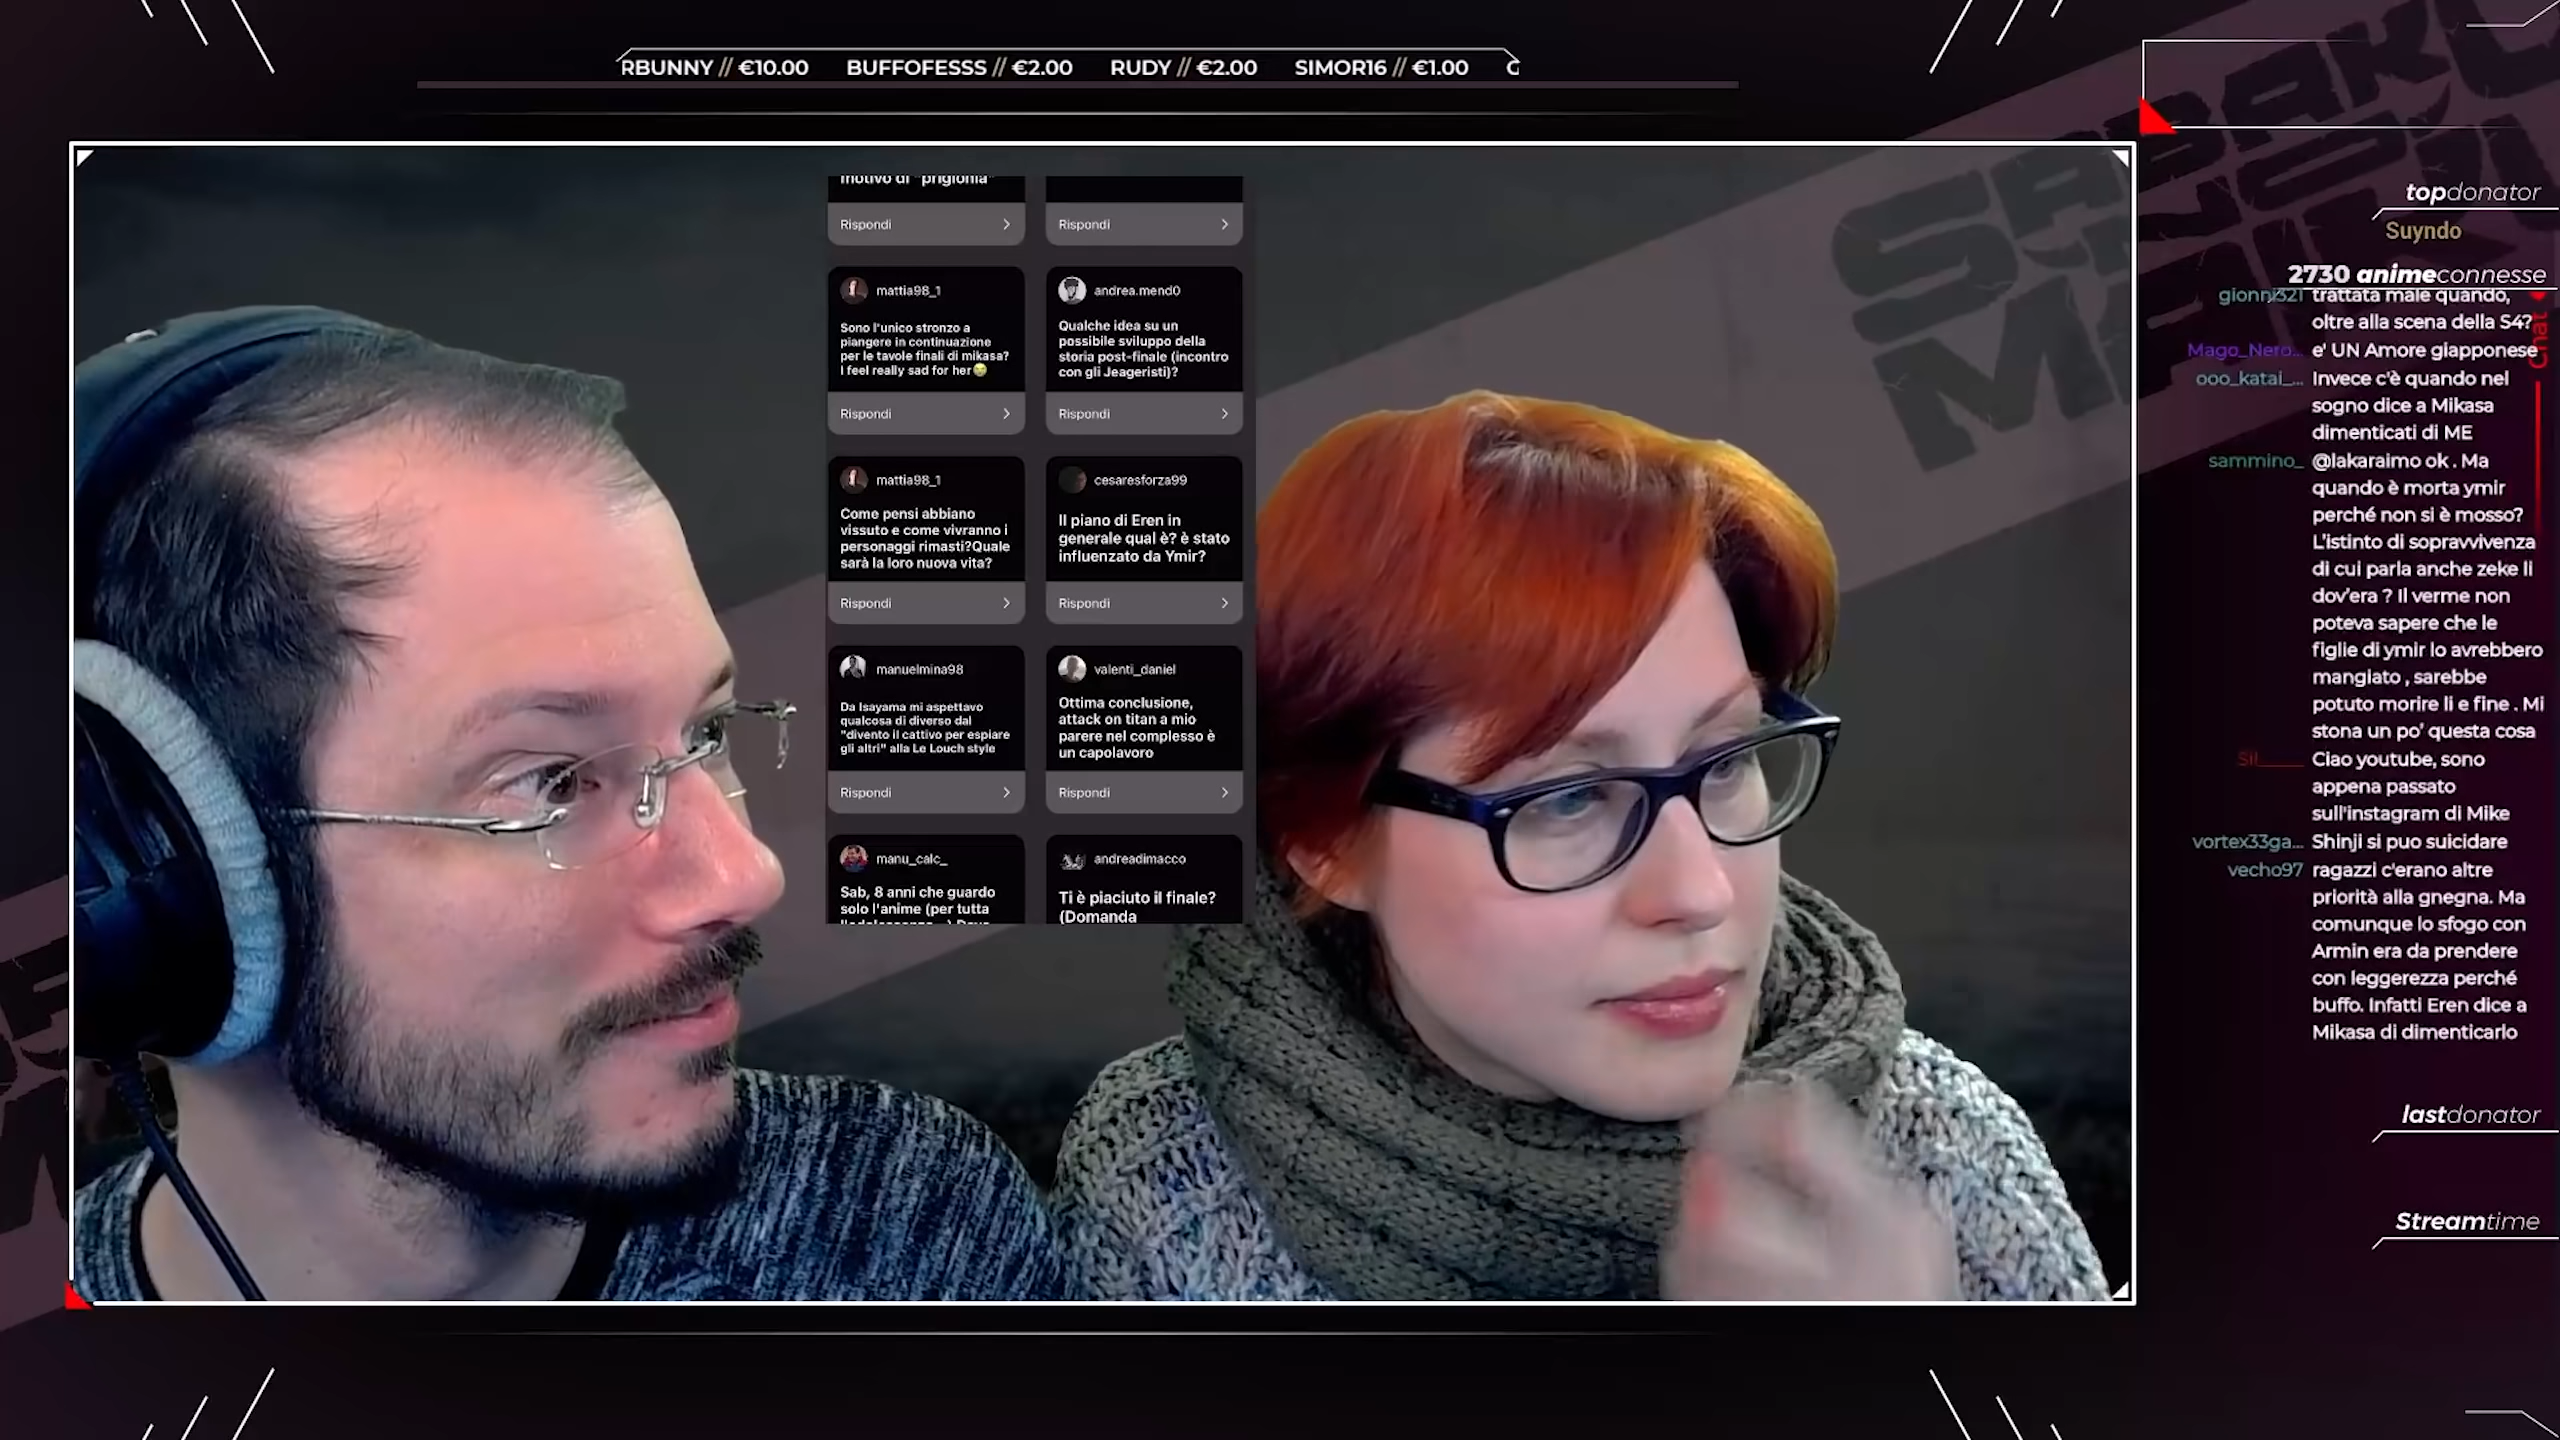 RBUNNY // €10.00 BUFFOFESSS // €2.00 RUDY // €2.00 SIMOR16 // €1.00
motivo di "prigionia"
Rispondi
Rispondi
mattia98_1
Sono l'unico stronzo a
piangere in continuazione
per le tavole finali di mikasa?
I feel really sad for her😭
Rispondi
andrea.mend0
Qualche idea su un
possibile sviluppo della
storia post-finale (incontro
con gli Jeageristi)?
Rispondi
mattia98_1
Come pensi abbiano
vissuto e come vivranno i
personaggi rimasti?Quale
sarà la loro nuova vita?
Rispondi
cesaresforza99
Il piano di Eren in
generale qual è? è stato
influenzato da Ymir?
Rispondi
manuelmina98
Da Isayama mi aspettavo
qualcosa di diverso dal
"divento il cattivo per espiare
gli altri" alla Le Louch style
Rispondi
valenti_daniel
Ottima conclusione,
attack on titan a mio
parere nel complesso è
un capolavoro
Rispondi
manu_calc_
Sab, 8 anni che guardo
solo l'anime (per tutta
andreadimacco
Ti è piaciuto il finale?
(Domanda
topdonator
Suyndo
2730 animeconnesse
Chat
gionni321 trattata male quando,
oltre alla scena della S4?
Mago_Nero... e' UN Amore giapponese
ooo_katai_... Invece c'è quando nel
sogno dice a Mikasa
dimenticati di ME
sammino_ @lakaraimo ok . Ma
quando è morta ymir
perché non si è mosso?
L'istinto di sopravvivenza
di cui parla anche zeke li
dov'era ? Il verme non
poteva sapere che le
figlie di ymir lo avrebbero
mangiato , sarebbe
potuto morire li e fine . Mi
stona un po' questa cosa
Sil_____ Ciao youtube, sono
appena passato
sull'instagram di Mike
vortex33ga... Shinji si puo suicidare
vecho97 ragazzi c'erano altre
priorità alla gnegna. Ma
comunque lo sfogo con
Armin era da prendere
con leggerezza perché
buffo. Infatti Eren dice a
Mikasa di dimenticarlo
lastdonator
Streamtime